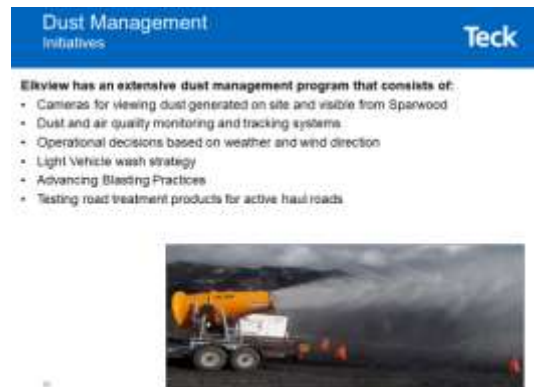 Dust Management
Initiatives
Teck
Elkview has an extensive dust management program that consists of:
• Cameras for viewing dust generated on site and visible from Sparwood
• Dust and air quality monitoring and tracking systems
• Operational decisions based on weather and wind direction
• Light Vehicle wash strategy
• Advancing Blasting Practices
• Testing road treatment products for active haul roads